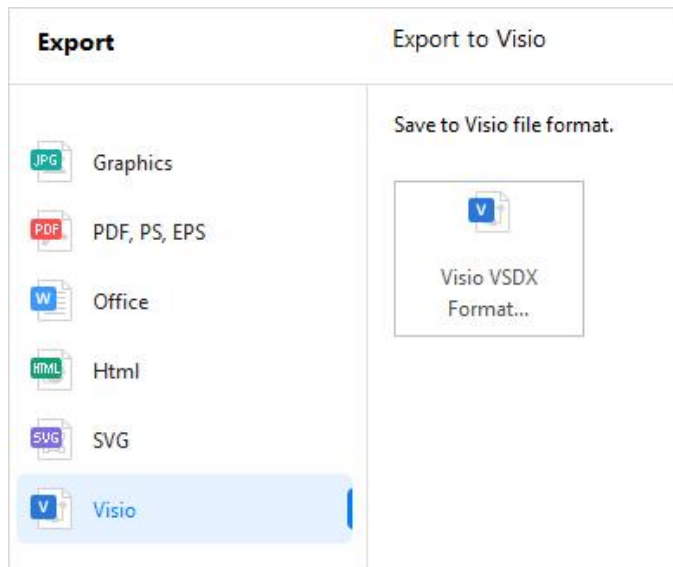 Export
Export to Visio
Save to Visio file format.
JPG Graphics
PDF PDF, PS, EPS
W Office
HTML Html
SVG SVG
V Visio
V
Visio VSDX
Format...